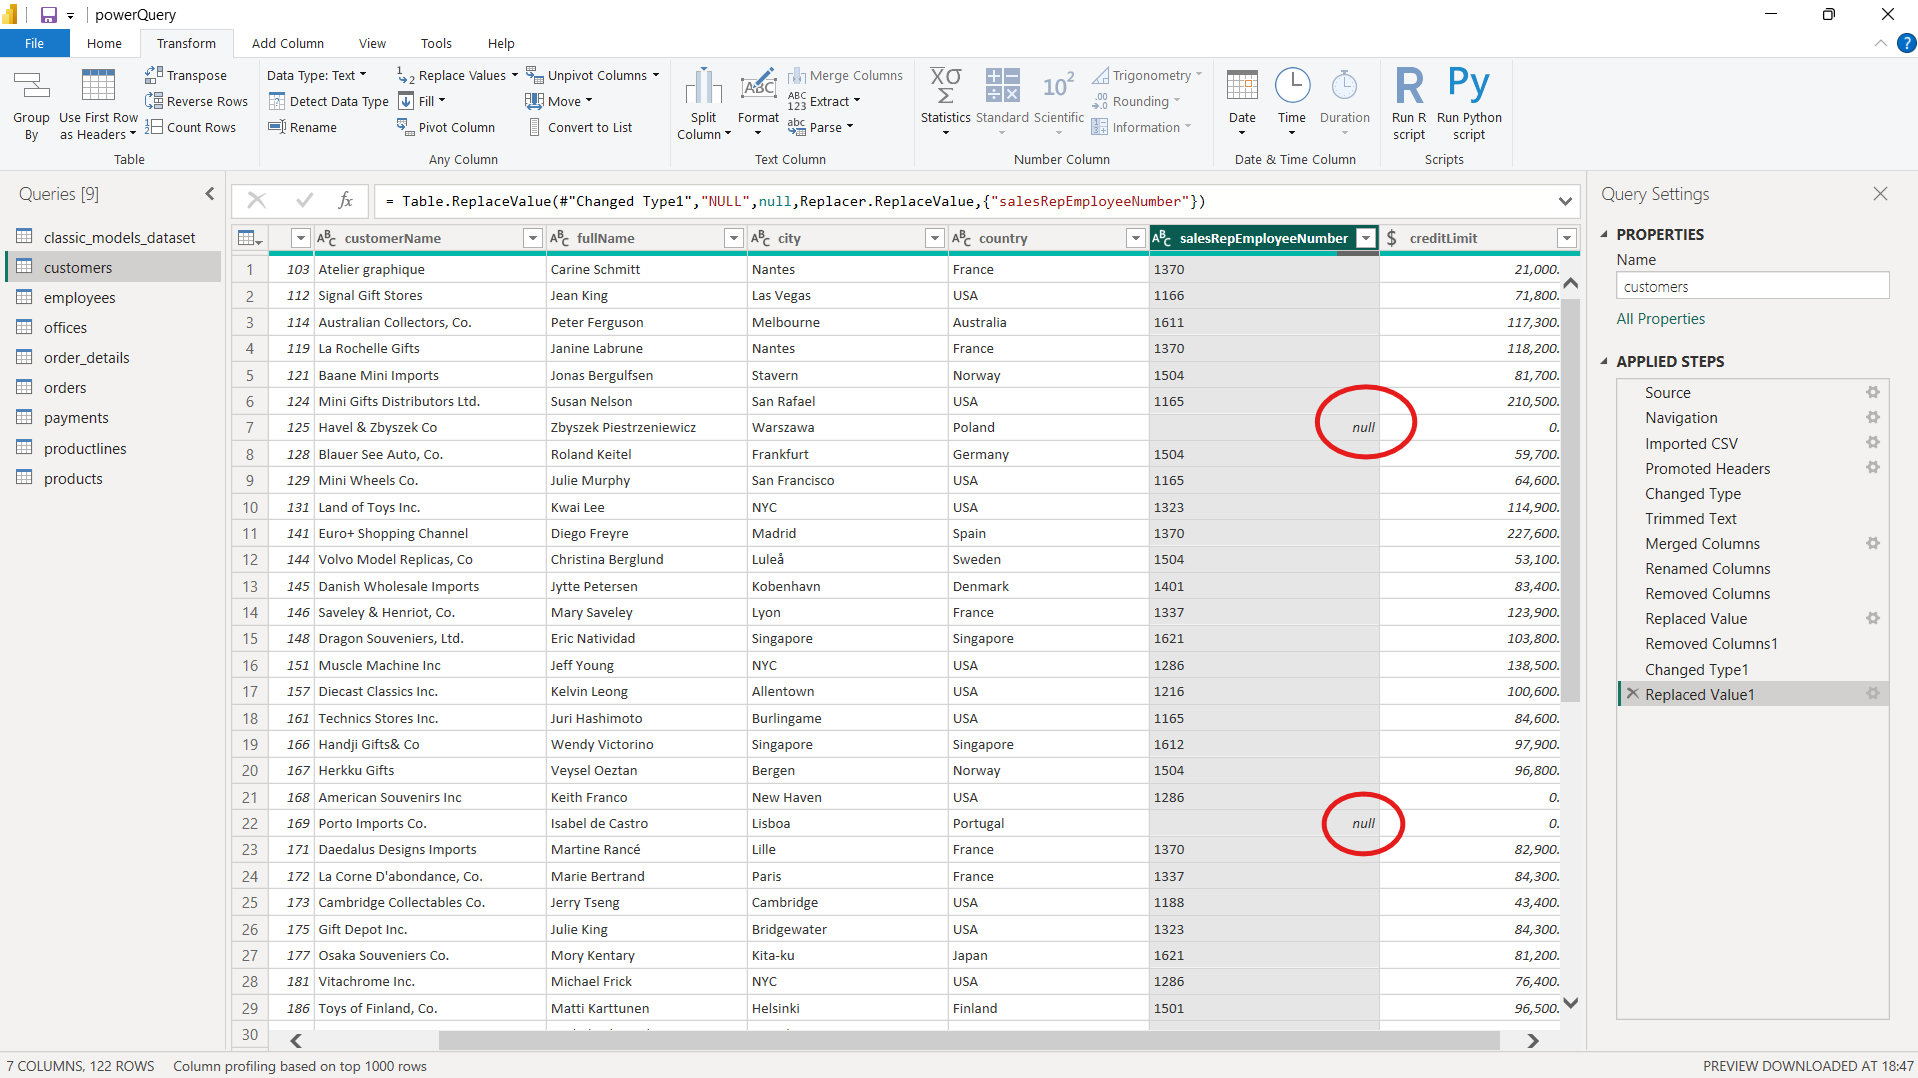 powerQuery
File Home Transform Add Column View Tools Help
Group By
Use First Row as Headers
Transpose
Reverse Rows
Count Rows
Table
Data Type: Text
Detect Data Type
Rename
Replace Values
Fill
Pivot Column
Unpivot Columns
Move
Convert to List
Any Column
Split Column
Format
Merge Columns
Extract
Parse
Text Column
Statistics
Standard
Scientific
Trigonometry
Rounding
Information
Number Column
Date
Time
Duration
Date & Time Column
Run R script
Run Python script
Scripts
Queries [9]
classic_models_dataset
customers
employees
offices
order_details
orders
payments
productlines
products
= Table.ReplaceValue(#"Changed Type1","NULL",null,Replacer.ReplaceValue,{"salesRepEmployeeNumber"})
customerName fullName city country salesRepEmployeeNumber creditLimit
1 103 Atelier graphique Carine Schmitt Nantes France 1370 21,000.
2 112 Signal Gift Stores Jean King Las Vegas USA 1166 71,800.
3 114 Australian Collectors, Co. Peter Ferguson Melbourne Australia 1611 117,300.
4 119 La Rochelle Gifts Janine Labrune Nantes France 1370 118,200.
5 121 Baane Mini Imports Jonas Bergulfsen Stavern Norway 1504 81,700.
6 124 Mini Gifts Distributors Ltd. Susan Nelson San Rafael USA 1165 210,500.
7 125 Havel & Zbyszek Co Zbyszek Piestrzeniewicz Warszawa Poland null 0.
8 128 Blauer See Auto, Co. Roland Keitel Frankfurt Germany 1504 59,700.
9 129 Mini Wheels Co. Julie Murphy San Francisco USA 1165 64,600.
10 131 Land of Toys Inc. Kwai Lee NYC USA 1323 114,900.
11 141 Euro+ Shopping Channel Diego Freyre Madrid Spain 1370 227,600.
12 144 Volvo Model Replicas, Co Christina Berglund Luleå Sweden 1504 53,100.
13 145 Danish Wholesale Imports Jytte Petersen Kobenhavn Denmark 1401 83,400.
14 146 Saveley & Henriot, Co. Mary Saveley Lyon France 1337 123,900.
15 148 Dragon Souveniers, Ltd. Eric Natividad Singapore Singapore 1621 103,800.
16 151 Muscle Machine Inc Jeff Young NYC USA 1286 138,500.
17 157 Diecast Classics Inc. Kelvin Leong Allentown USA 1216 100,600.
18 161 Technics Stores Inc. Juri Hashimoto Burlingame USA 1165 84,600.
19 166 Handji Gifts& Co Wendy Victorino Singapore Singapore 1612 97,900.
20 167 Herkku Gifts Veysel Oeztan Bergen Norway 1504 96,800.
21 168 American Souvenirs Inc Keith Franco New Haven USA 1286 0.
22 169 Porto Imports Co. Isabel de Castro Lisboa Portugal null 0.
23 171 Daedalus Designs Imports Martine Rancé Lille France 1370 82,900.
24 172 La Corne D'abondance, Co. Marie Bertrand Paris France 1337 84,300.
25 173 Cambridge Collectables Co. Jerry Tseng Cambridge USA 1188 43,400.
26 175 Gift Depot Inc. Julie King Bridgewater USA 1323 84,300.
27 177 Osaka Souveniers Co. Mory Kentary Kita-ku Japan 1621 81,200.
28 181 Vitachrome Inc. Michael Frick NYC USA 1286 76,400.
29 186 Toys of Finland, Co. Matti Karttunen Helsinki Finland 1501 96,500.
30
Query Settings
PROPERTIES
Name
customers
All Properties
APPLIED STEPS
Source
Navigation
Imported CSV
Promoted Headers
Changed Type
Trimmed Text
Merged Columns
Renamed Columns
Removed Columns
Replaced Value
Removed Columns1
Changed Type1
Replaced Value1
7 COLUMNS, 122 ROWS Column profiling based on top 1000 rows PREVIEW DOWNLOADED AT 18:47